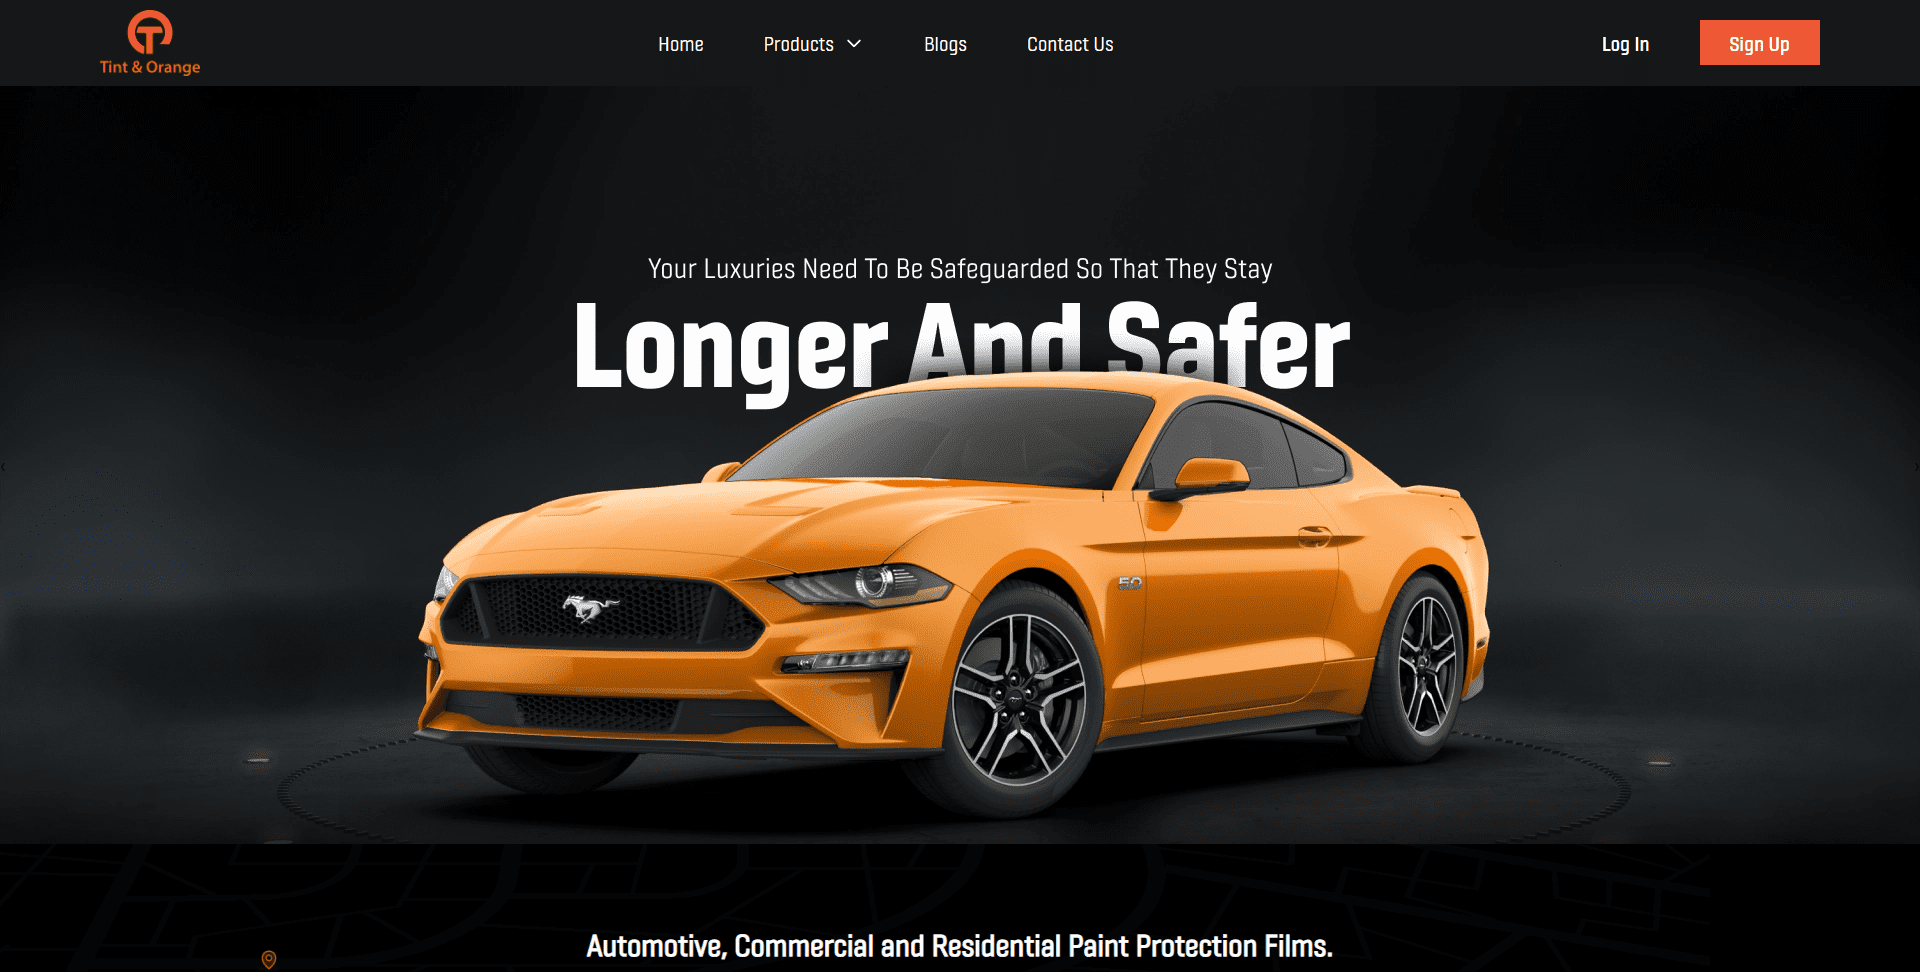 Tint & Orange
Home
Products
Blogs
Contact Us
Log In
Sign Up
Your Luxuries Need To Be Safeguarded So That They Stay
Longer And Safer
5.0
Automotive, Commercial and Residential Paint Protection Films.